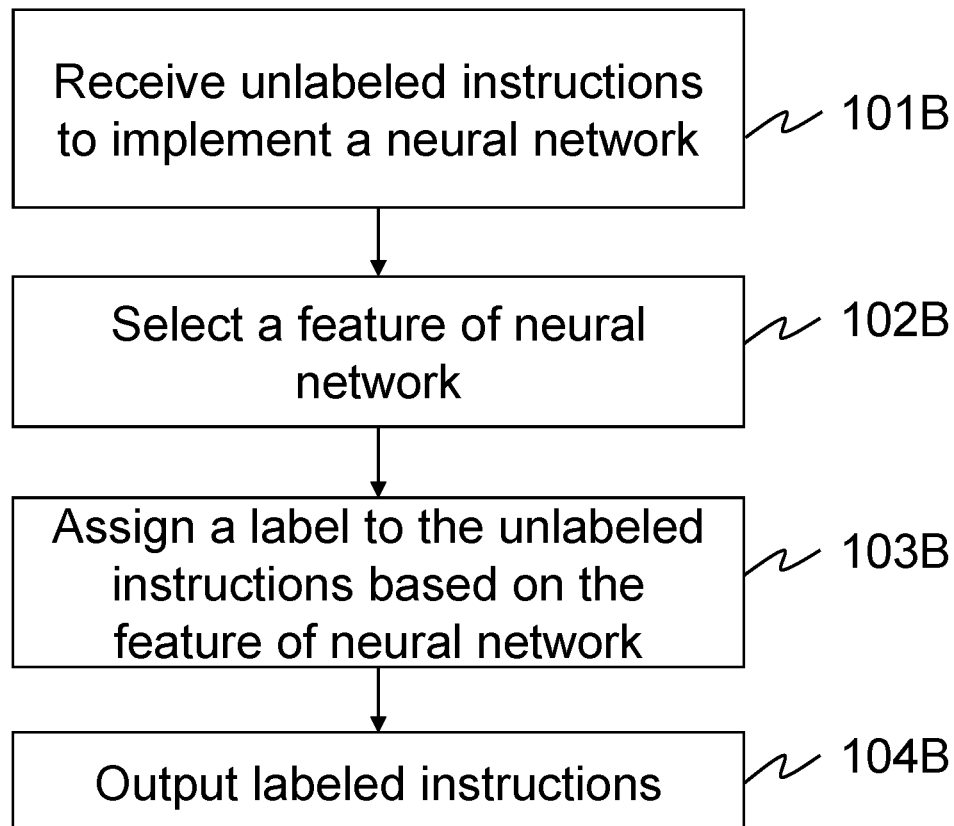 Receive unlabeled instructions
to implement a neural network
101B
Select a feature of neural
network
102B
Assign a label to the unlabeled
instructions based on the
feature of neural network
103B
Output labeled instructions
104B